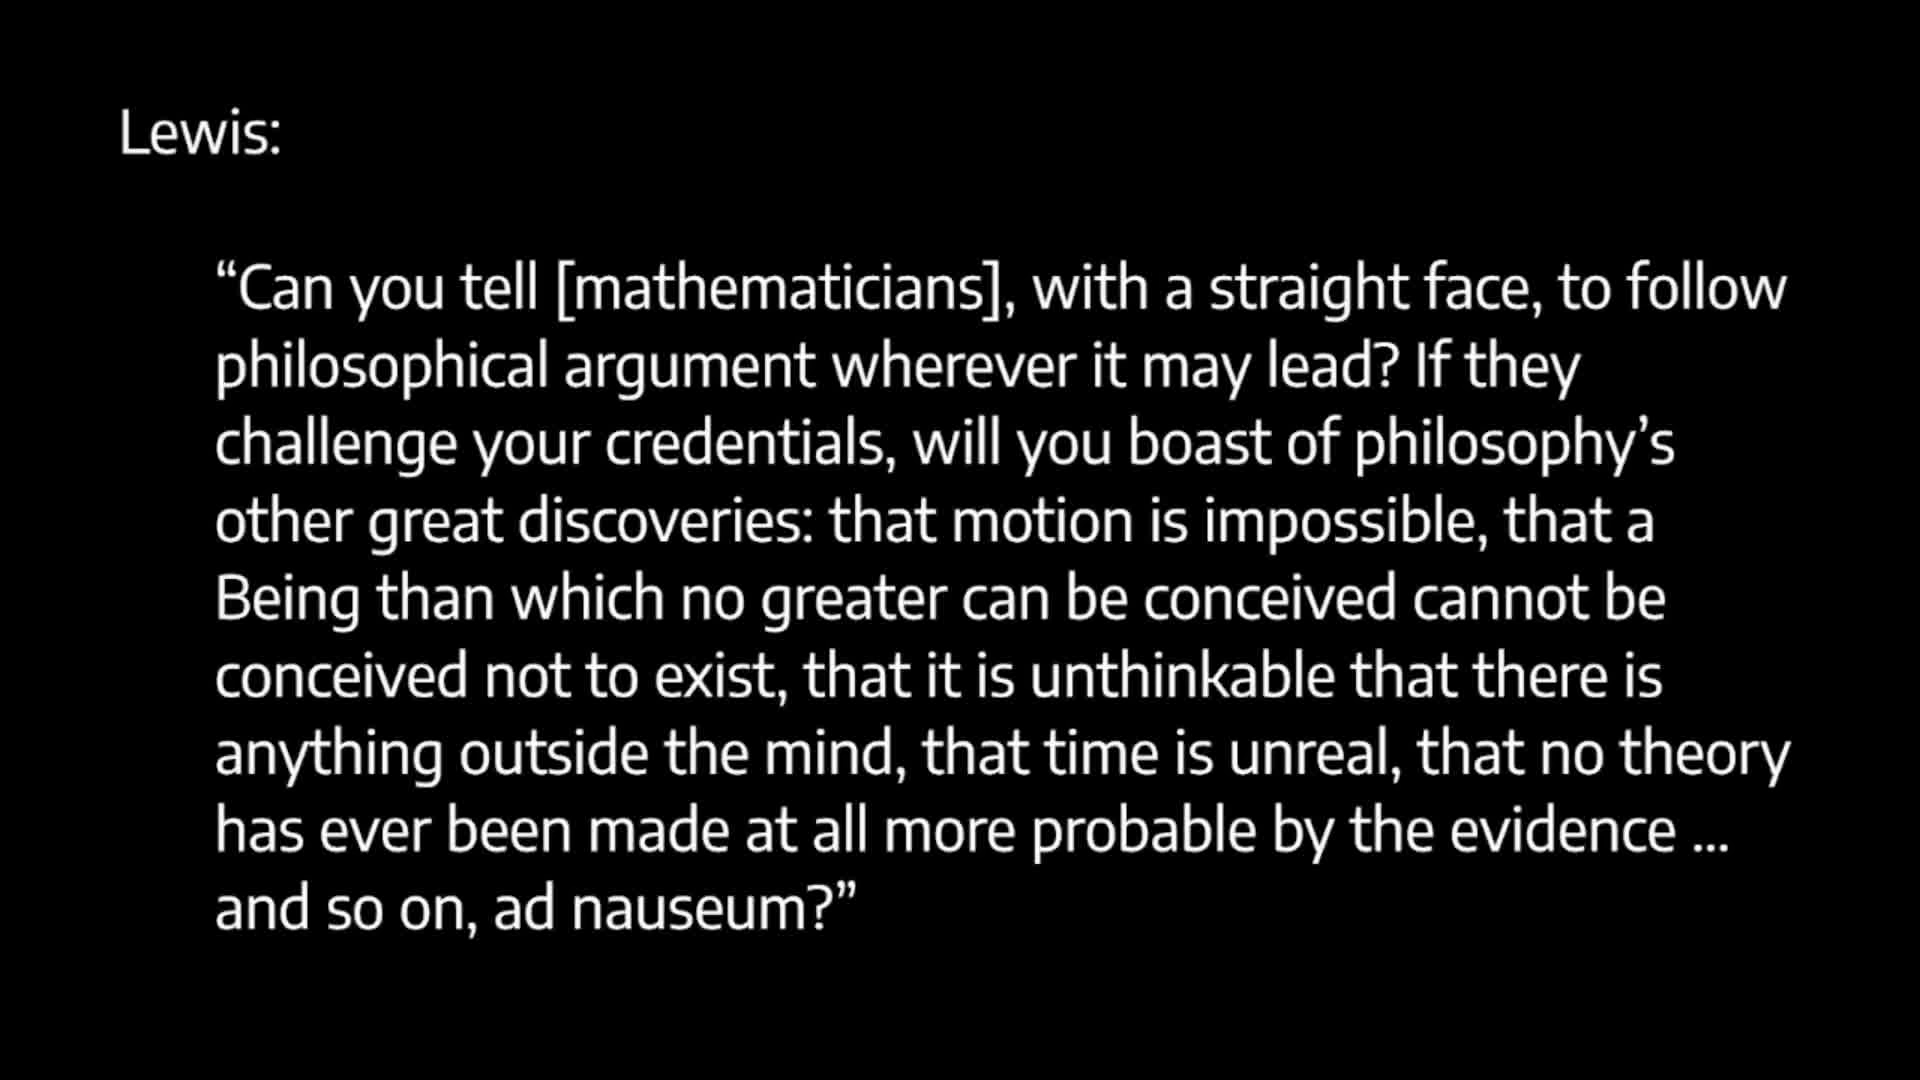 Lewis:
“Can you tell [mathematicians], with a straight face, to follow
philosophical argument wherever it may lead? If they
challenge your credentials, will you boast of philosophy’s
other great discoveries: that motion is impossible, that a
Being than which no greater can be conceived cannot be
conceived not to exist, that it is unthinkable that there is
anything outside the mind, that time is unreal, that no theory
has ever been made at all more probable by the evidence ...
and so on, ad nauseum?”